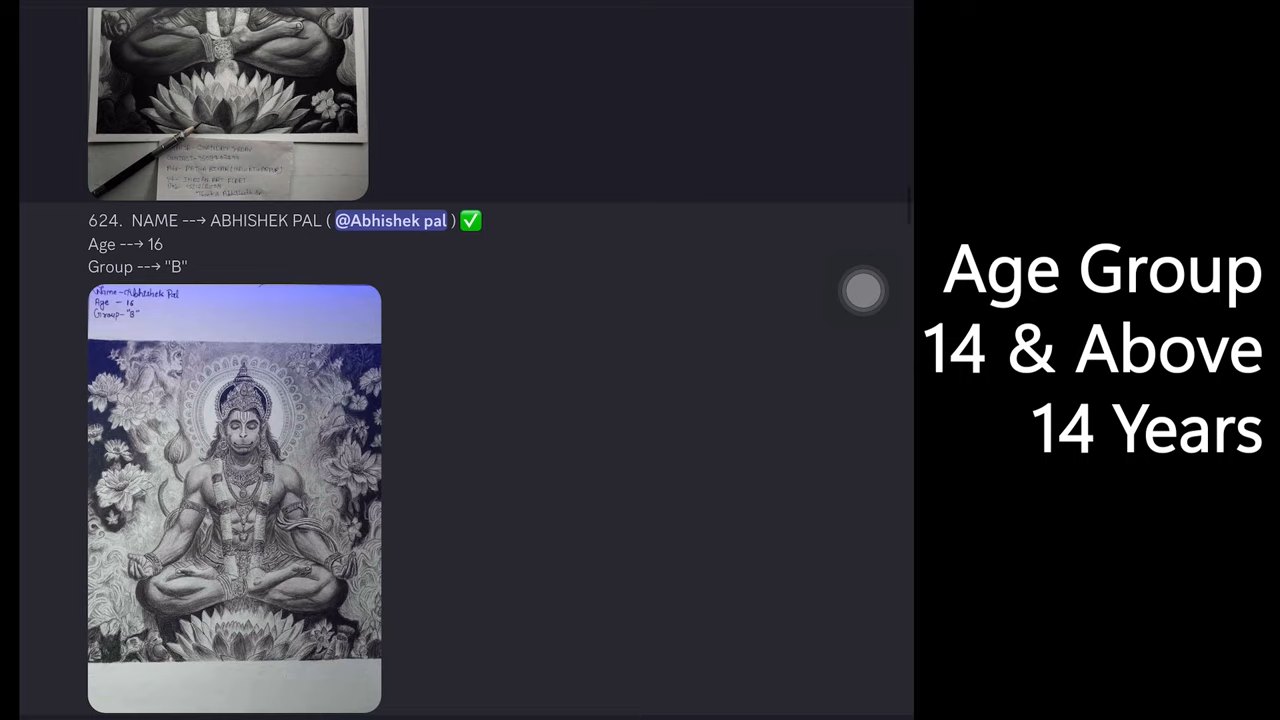 624. NAME --→ ABHISHEK PAL ( @Abhishek pal ) ✅
Age --→ 16
Group --→ "B"
Name - Abhishek Pal
Age - 16
Group - "B"
Age Group
14 & Above
14 Years